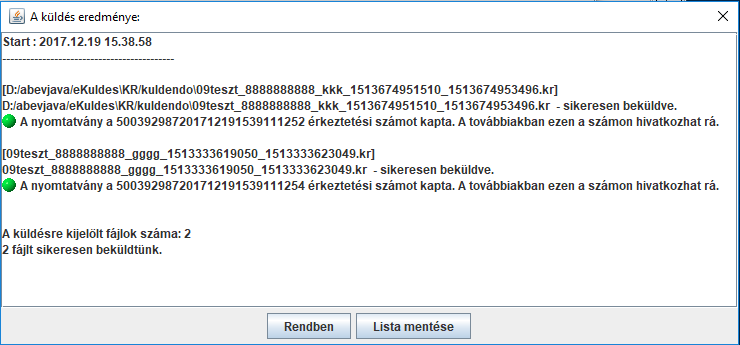 A küldés eredménye:
Start : 2017.12.19 15.38.58
-------------------------------------------
[D:/abevjava/eKuldes\KR/kuldendo\09teszt_8888888888_kkk_1513674951510_1513674953496.kr]
D:/abevjava/eKuldes\KR/kuldendo\09teszt_8888888888_kkk_1513674951510_1513674953496.kr - sikeresen beküldve.
A nyomtatvány a 500392987201712191539111252 érkeztetési számot kapta. A továbbiakban ezen a számon hivatkozhat rá.
[09teszt_8888888888_gggg_1513333619050_1513333623049.kr]
09teszt_8888888888_gggg_1513333619050_1513333623049.kr - sikeresen beküldve.
A nyomtatvány a 500392987201712191539111254 érkeztetési számot kapta. A továbbiakban ezen a számon hivatkozhat rá.
A küldésre kijelölt fájlok száma: 2
2 fájlt sikeresen beküldtünk.
Rendben
Lista mentése